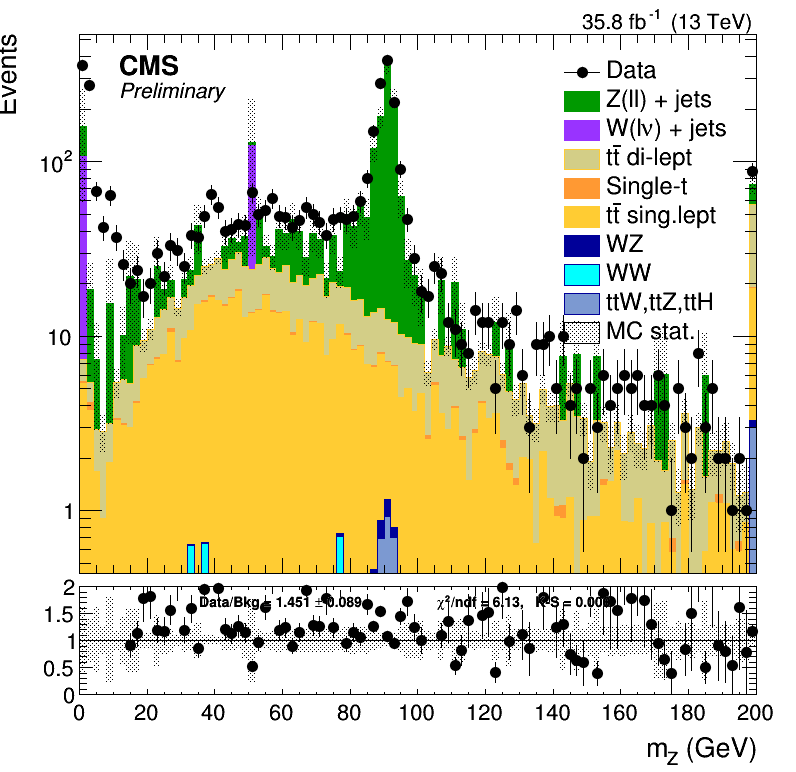 35.8 fb⁻¹ (13 TeV)
Events
CMS
Preliminary
Data
Z(ll) + jets
W(lν) + jets
tt̄ di-lept
Single-t
tt̄ sing.lept
WZ
WW
ttW,ttZ,ttH
MC stat.
10²
10
1
Data/Bkg = 1.451 ± 0.089
χ²/ndf = 6.13, K-S =
2
1.5
1
0.5
0
0 20 40 60 80 100 120 140 160 180 200
m_Z (GeV)